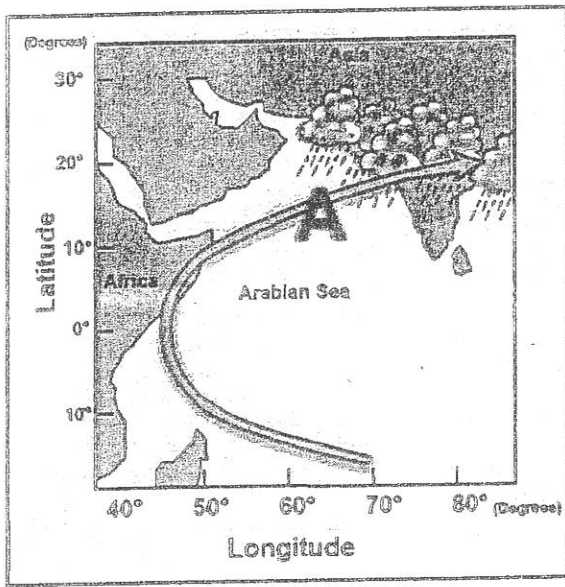 (Degrees)
Asia
30°
20°
A
10°
Africa
Arabian Sea
Latitude
0°
10°
40° 50° 60° 70° 80° (Degrees)
Longitude